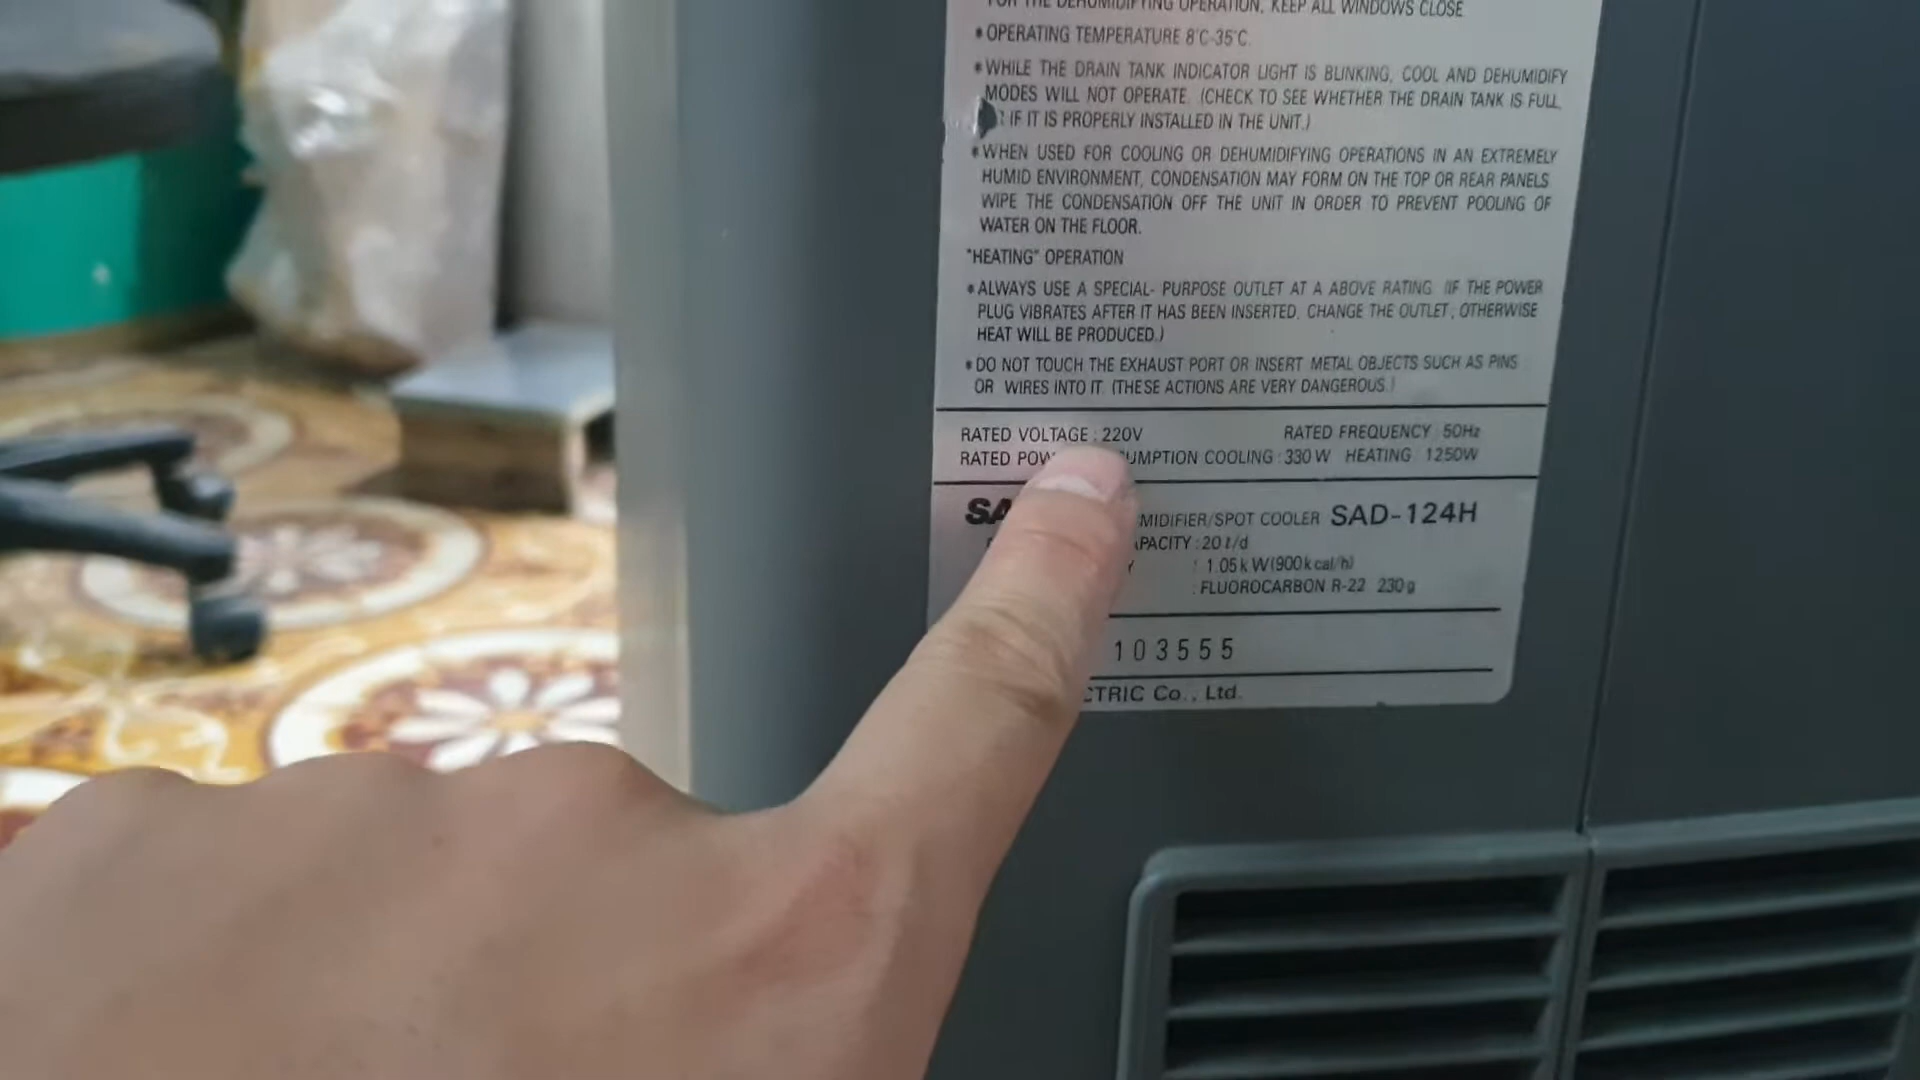 FOR THE DEHUMIDIFYING OPERATION, KEEP ALL WINDOWS CLOSE
* OPERATING TEMPERATURE 8°C-35°C.
* WHILE THE DRAIN TANK INDICATOR LIGHT IS BLINKING, COOL AND DEHUMIDIFY
MODES WILL NOT OPERATE. (CHECK TO SEE WHETHER THE DRAIN TANK IS FULL,
IF IT IS PROPERLY INSTALLED IN THE UNIT.)
* WHEN USED FOR COOLING OR DEHUMIDIFYING OPERATIONS IN AN EXTREMELY
HUMID ENVIRONMENT, CONDENSATION MAY FORM ON THE TOP OR REAR PANELS
WIPE THE CONDENSATION OFF THE UNIT IN ORDER TO PREVENT POOLING OF
WATER ON THE FLOOR.
"HEATING" OPERATION
* ALWAYS USE A SPECIAL- PURPOSE OUTLET AT A ABOVE RATING. (IF THE POWER
PLUG VIBRATES AFTER IT HAS BEEN INSERTED, CHANGE THE OUTLET, OTHERWISE
HEAT WILL BE PRODUCED.)
* DO NOT TOUCH THE EXHAUST PORT OR INSERT METAL OBJECTS SUCH AS PINS
OR WIRES INTO IT (THESE ACTIONS ARE VERY DANGEROUS.)
RATED VOLTAGE : 220V RATED FREQUENCY : 50Hz
RATED POW UMPTION COOLING : 330 W HEATING : 1250W
SA MIDIFIER/SPOT COOLER SAD-124H
APACITY : 20 ℓ/d
Y : 1.05 k W (900 k cal/h)
: FLUOROCARBON R-22 230 g
103555
CTRIC Co., Ltd.